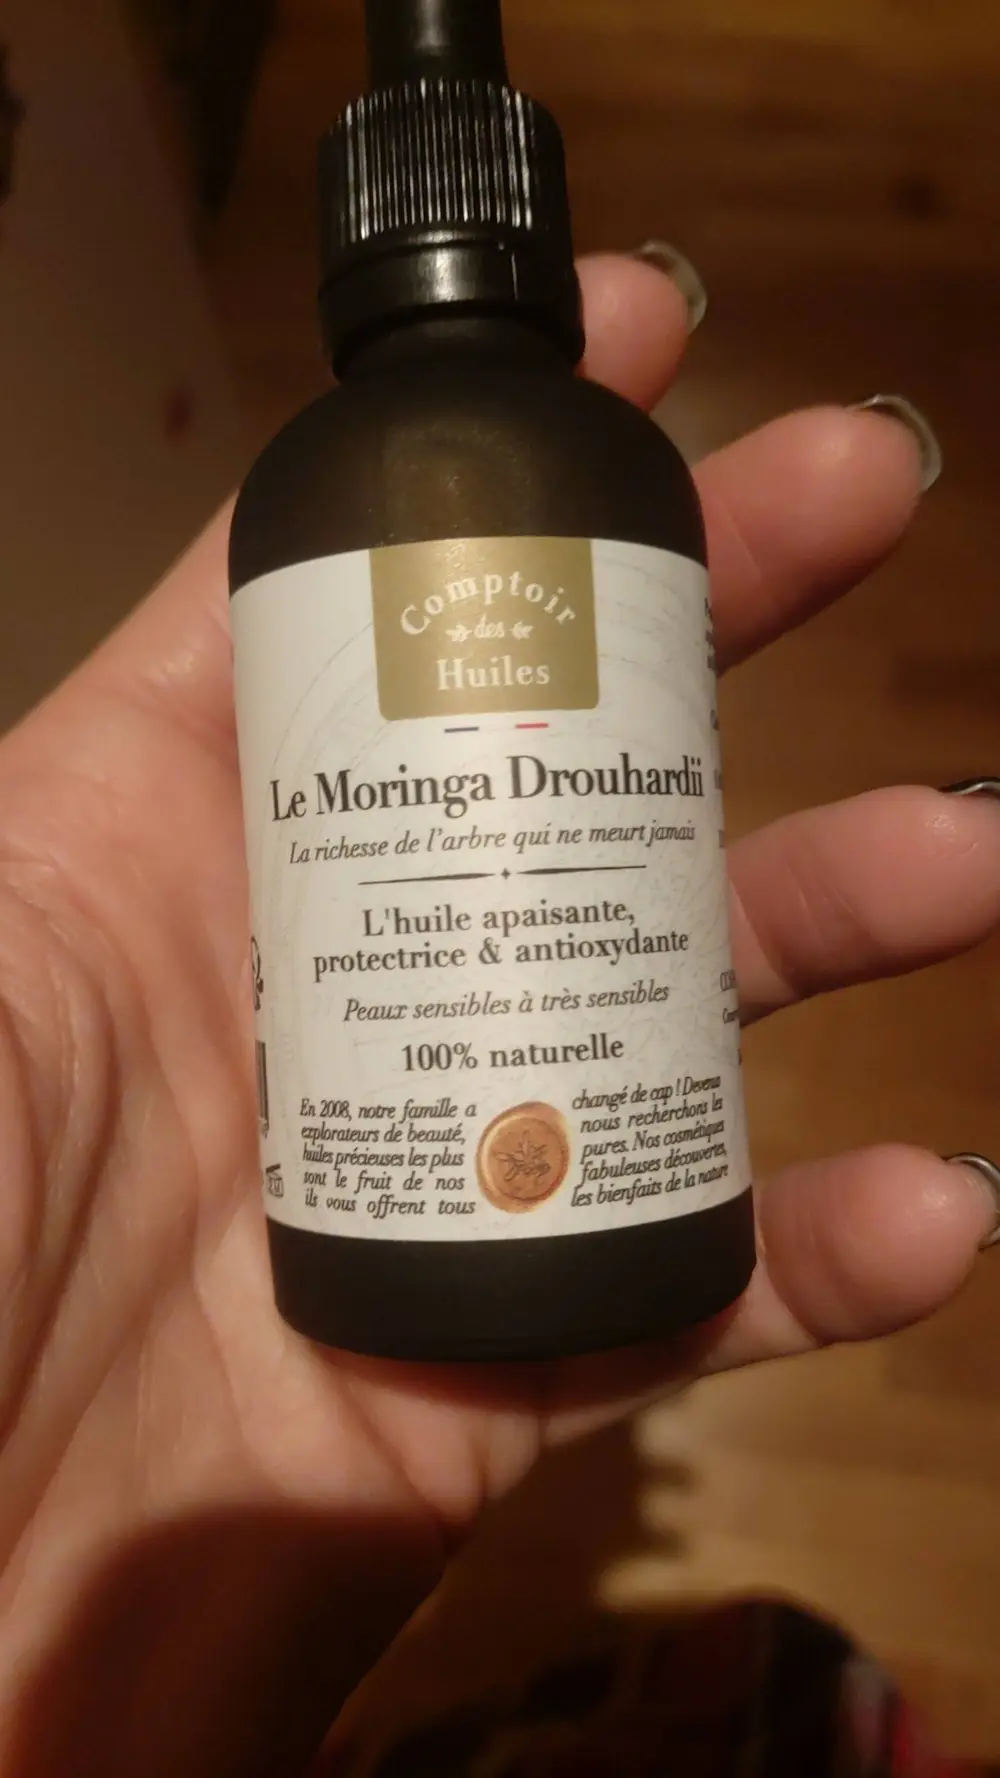 Comptoir
des
Huiles
Le Moringa Drouhardii
La richesse de l'arbre qui ne meurt jamais
L'huile apaisante,
protectrice & antioxydante
Peaux sensibles à très sensibles
100% naturelle
En 2008, notre famille a changé de cap ! Devenus
explorateurs de beauté, nous recherchons les
huiles précieuses les plus pures. Nos cosmétiques
sont le fruit de nos fabuleuses découvertes,
ils vous offrent tous les bienfaits de la nature